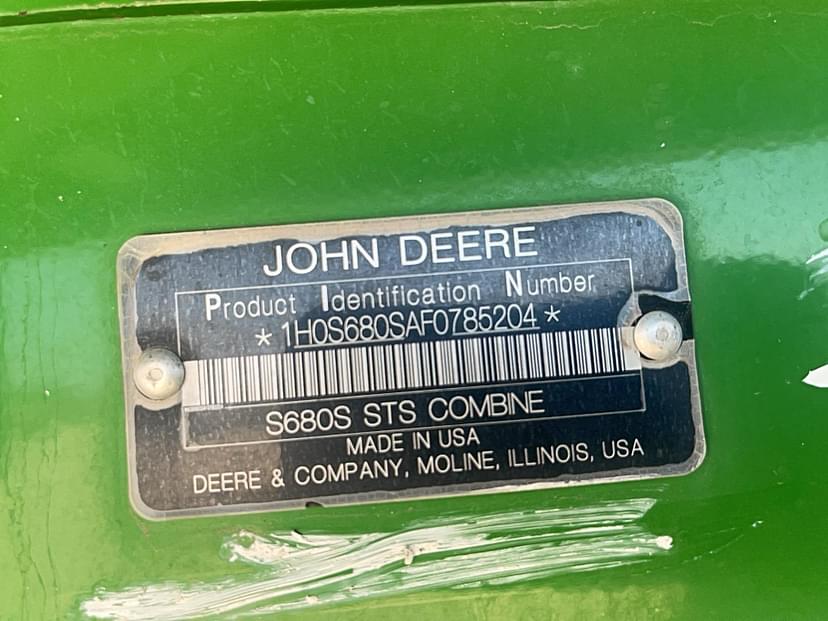 JOHN DEERE
Product Identification Number
*1H0S680SAF0785204*
S680S STS COMBINE
MADE IN USA
DEERE & COMPANY, MOLINE, ILLINOIS, USA